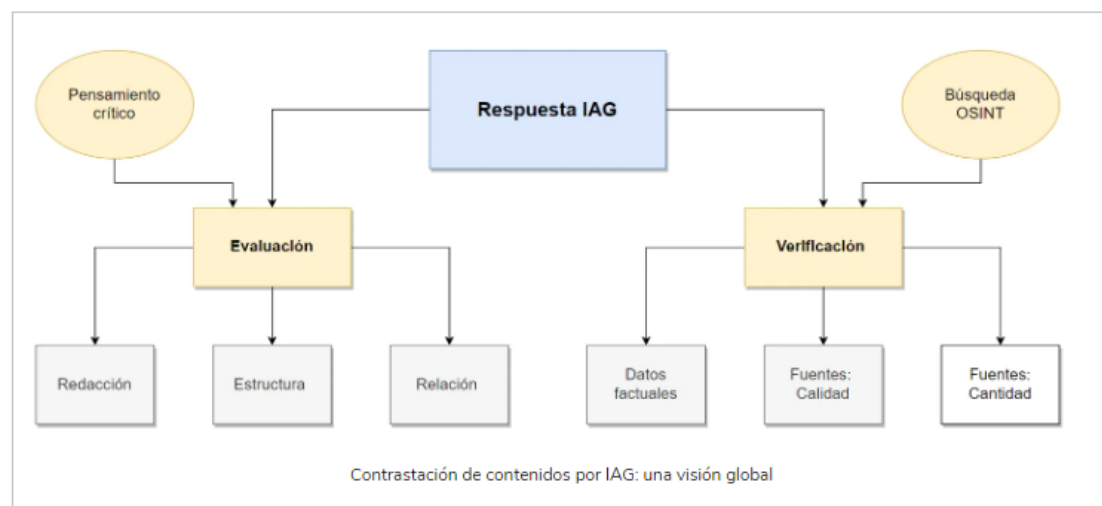 Pensamiento
crítico
Respuesta IAG
Búsqueda
OSINT
Evaluación
Verificación
Redacción
Estructura
Relación
Datos
factuales
Fuentes:
Calidad
Fuentes:
Cantidad
Contrastación de contenidos por IAG: una visión global